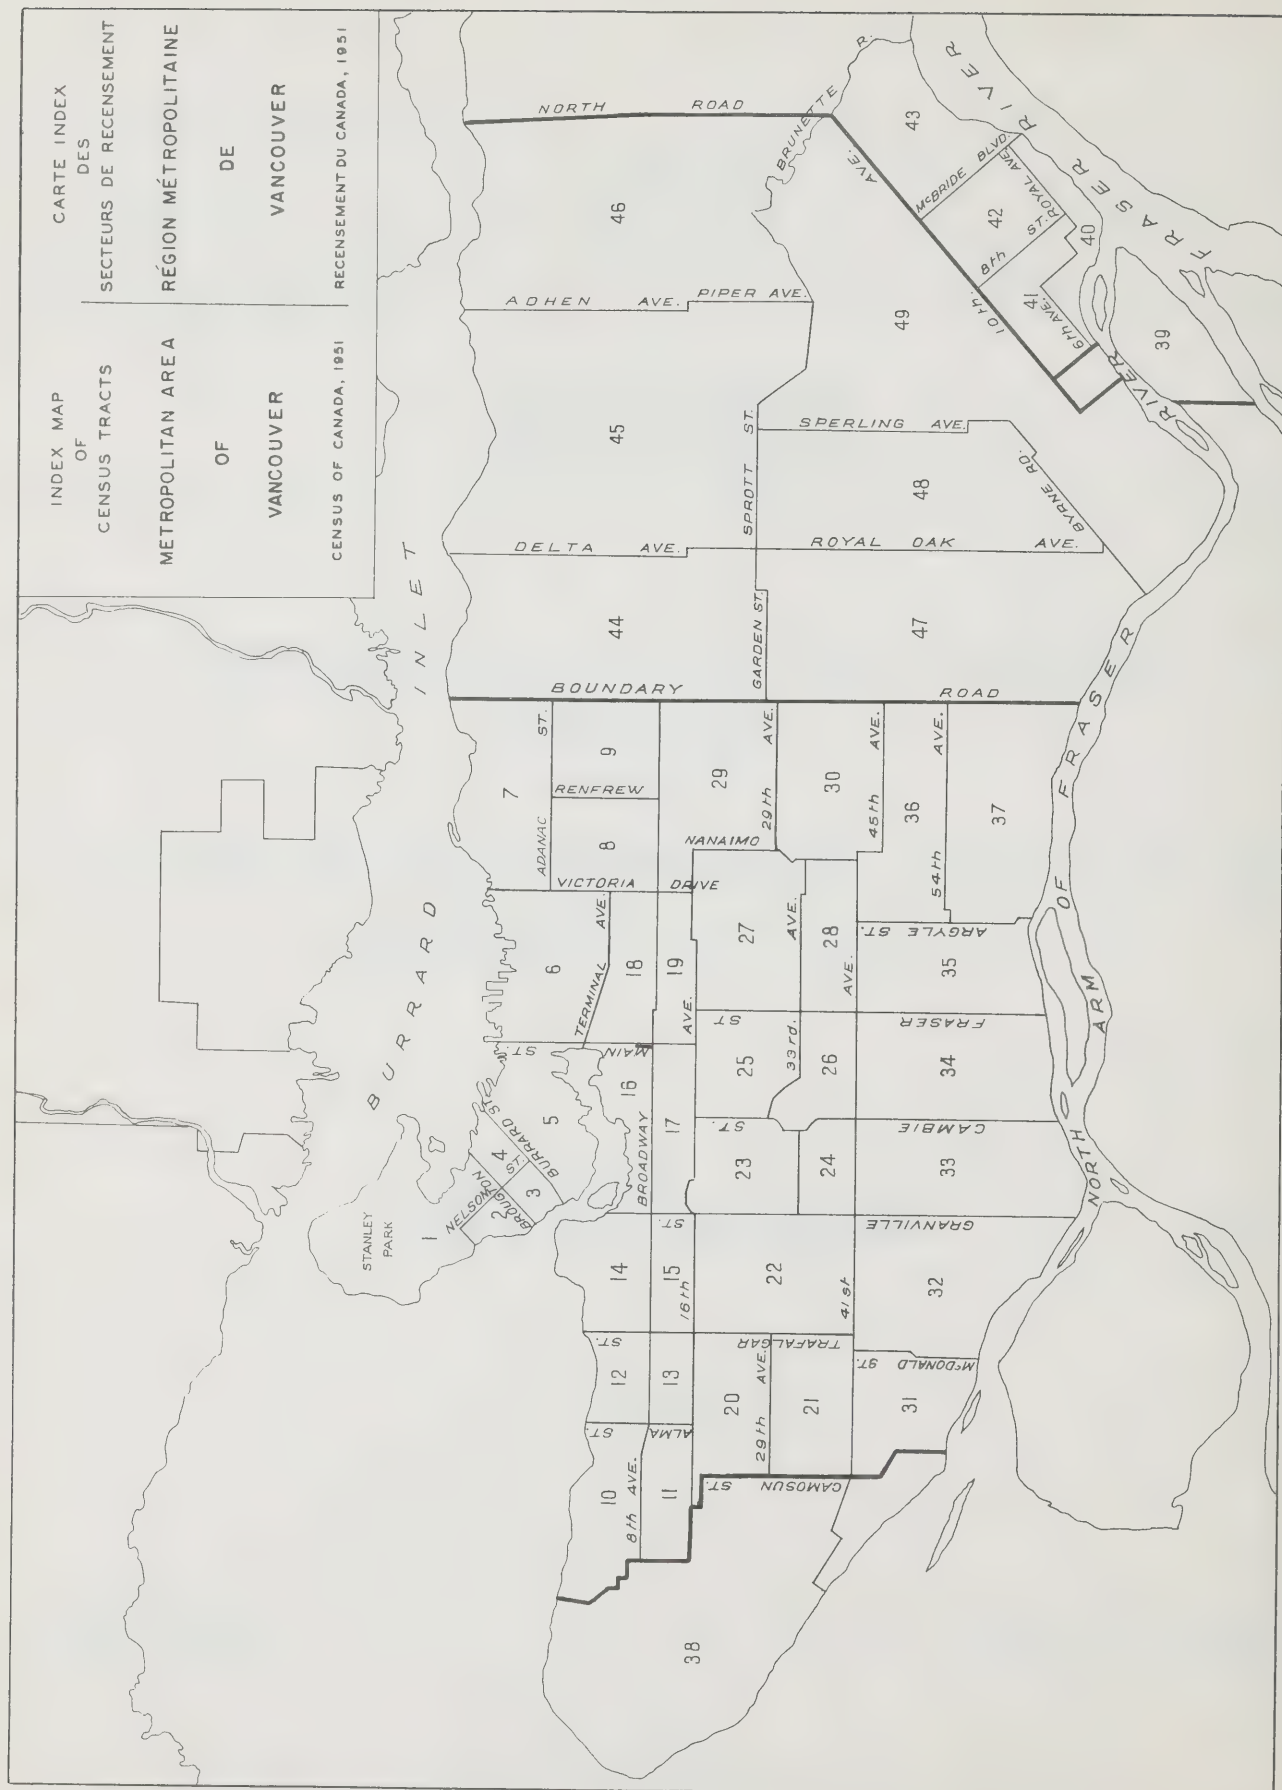 INDEX MAP
OF
CENSUS TRACTS
METROPOLITAN AREA
OF
VANCOUVER
CENSUS OF CANADA, 1951
CARTE INDEX
DES
SECTEURS DE RECENSEMENT
RÉGION MÉTROPOLITAINE
DE
VANCOUVER
RECENSEMENT DU CANADA, 1951
BURRARD INLET
STANLEY
PARK
1
NELSON ST.
BROUGTON
BURRARD ST.
2
3
4
5
6
7
8
9
10
11
12
13
14
15
16
17
18
19
20
21
22
23
24
25
26
27
28
29
30
31
32
33
34
35
36
37
38
39
40
41
42
43
44
45
46
47
48
49
ADANAC ST.
RENFREW
VICTORIA DRIVE
TERMINAL AVE.
MAIN ST
BROADWAY
8th AVE.
ALMA ST.
16th AVE.
TRAFALGAR ST.
GRANVILLE ST.
CAMBIE ST.
FRASER ST
NANAIMO
29th AVE.
29th AVE.
33rd. AVE.
41st AVE.
45th AVE.
54th AVE.
ARGYLE ST.
CAMOSUN ST.
McDONALD ST.
BOUNDARY ROAD
DELTA AVE.
GARDEN ST.
SPROTT ST.
ROYAL OAK AVE.
SPERLING AVE.
BYRNE RD.
ADHEN AVE.
PIPER AVE.
NORTH ROAD
BRUNETTE R.
10th. AVE.
McBRIDE BLVD.
8th ST.
ROYAL AVE.
6th AVE.
NORTH ARM OF FRASER RIVER
FRASER RIVER